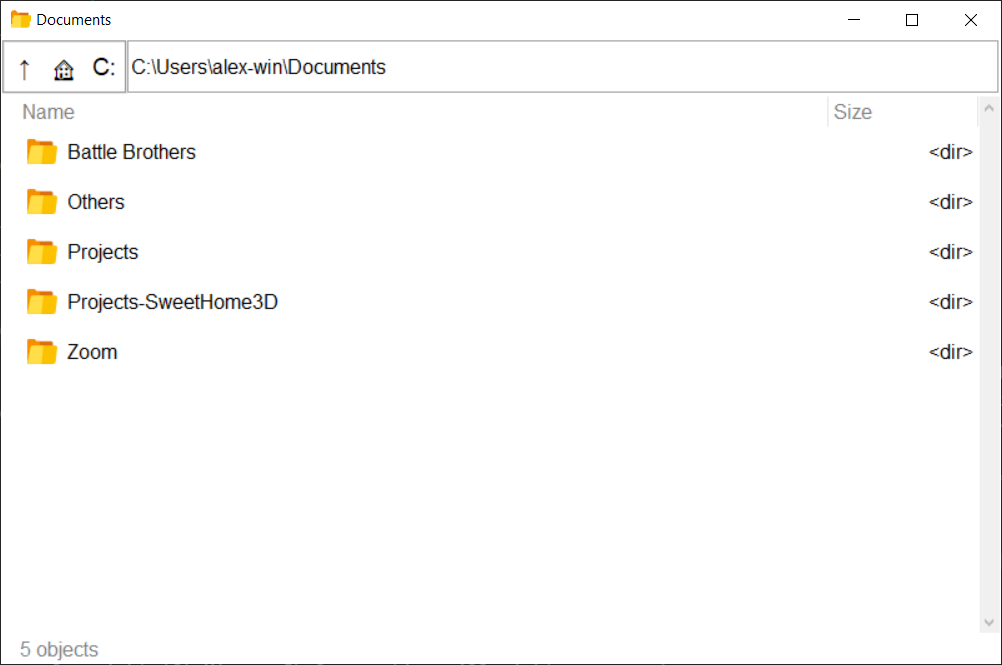 Documents
↑ C: C:\Users\alex-win\Documents
Name Size
Battle Brothers <dir>
Others <dir>
Projects <dir>
Projects-SweetHome3D <dir>
Zoom <dir>
5 objects